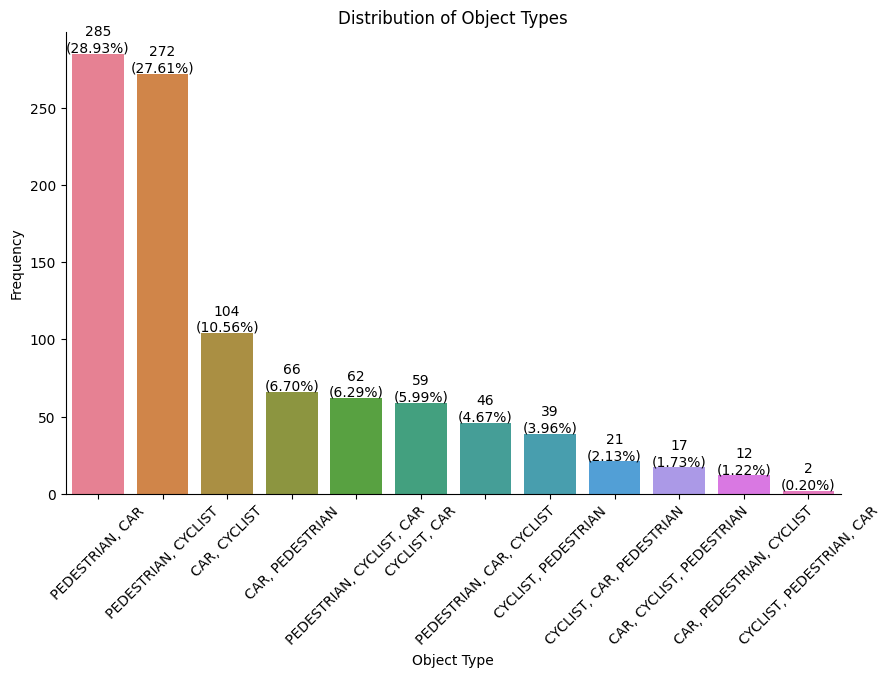 Distribution of Object Types
285
(28.93%)
272
(27.61%)
104
(10.56%)
66
(6.70%)
62
(6.29%)
59
(5.99%)
46
(4.67%)
39
(3.96%)
21
(2.13%)
17
(1.73%)
12
(1.22%)
2
(0.20%)
Frequency
250
200
150
100
50
0
PEDESTRIAN, CAR
PEDESTRIAN, CYCLIST
CAR, CYCLIST
CAR, PEDESTRIAN
PEDESTRIAN, CYCLIST, CAR
CYCLIST, CAR
PEDESTRIAN, CAR, CYCLIST
CYCLIST, PEDESTRIAN
CYCLIST, CAR, PEDESTRIAN
CAR, CYCLIST, PEDESTRIAN
CAR, PEDESTRIAN, CYCLIST
CYCLIST, PEDESTRIAN, CAR
Object Type